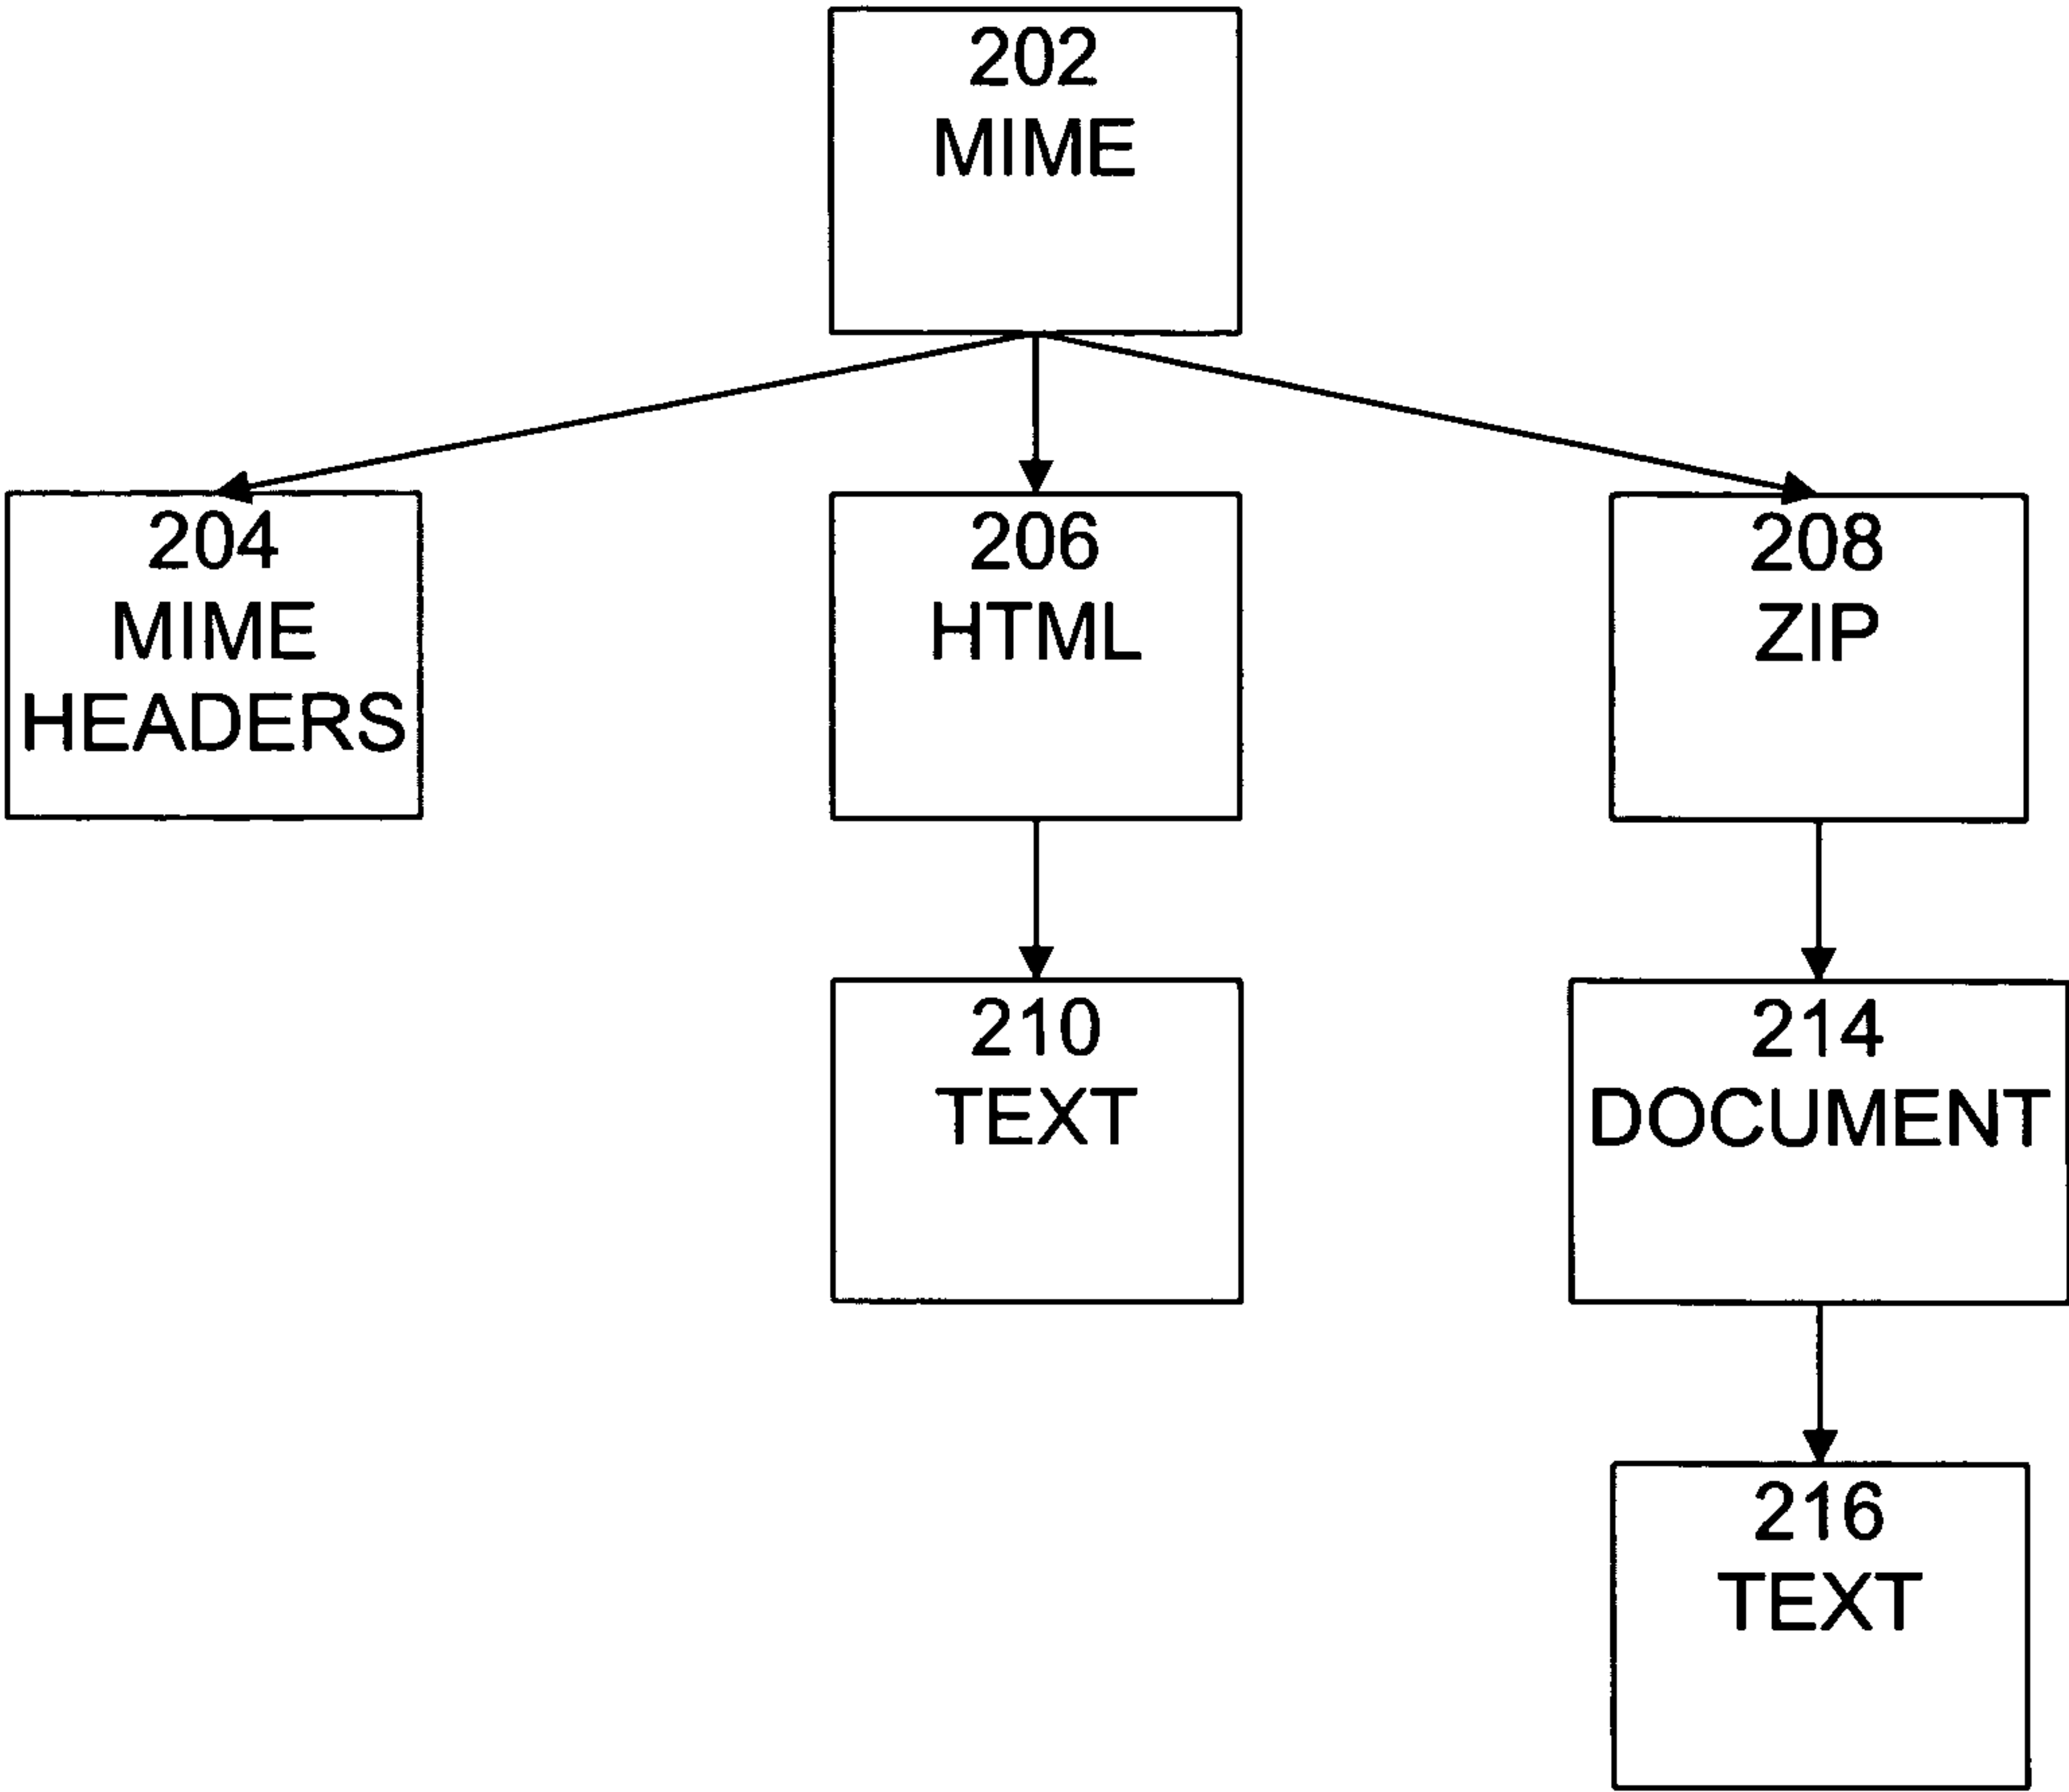 202
MIME
204
MIME
HEADERS
206
HTML
208
ZIP
210
TEXT
214
DOCUMENT
216
TEXT